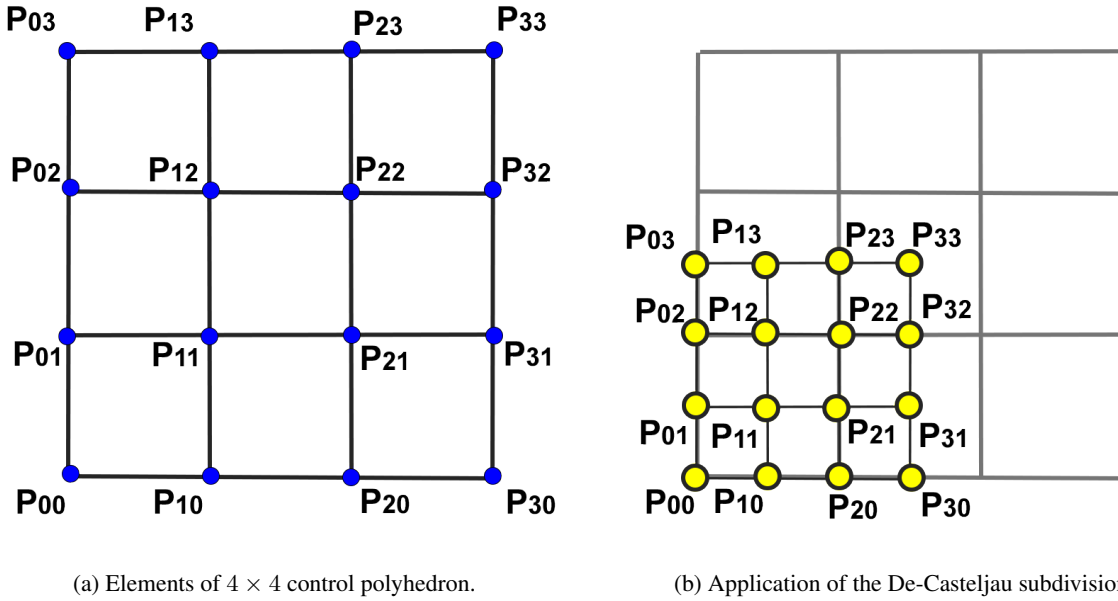 P03 P13 P23 P33
P02 P12 P22 P32
P01 P11 P21 P31
P00 P10 P20 P30
(a) Elements of 4 × 4 control polyhedron.
P03 P13 P23 P33
P02 P12 P22 P32
P01 P11 P21 P31
P00 P10 P20 P30
(b) Application of the De-Casteljau subdivision